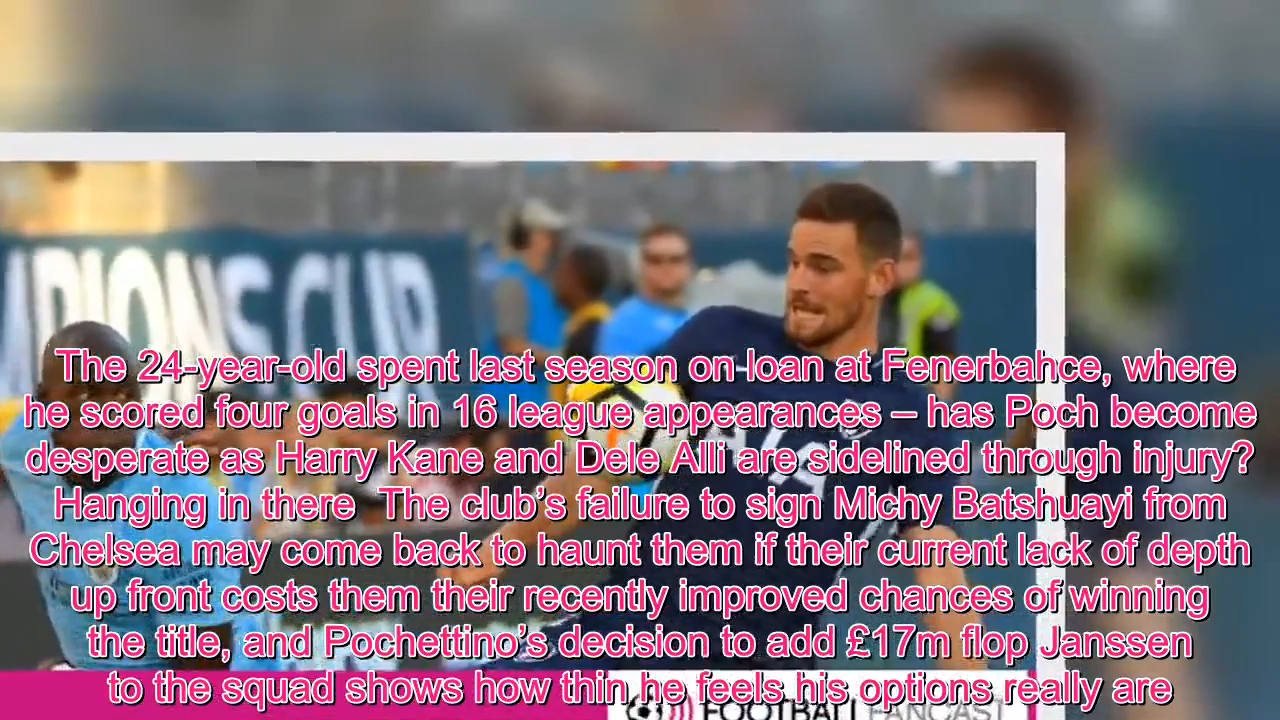 MPIONS CUP
The 24-year-old spent last season on loan at Fenerbahce, where
he scored four goals in 16 league appearances – has Poch become
desperate as Harry Kane and Dele Alli are sidelined through injury?
Hanging in there  The club’s failure to sign Michy Batshuayi from
Chelsea may come back to haunt them if their current lack of depth
up front costs them their recently improved chances of winning
the title, and Pochettino’s decision to add £17m flop Janssen
to the squad shows how thin he feels his options really are
FOOTBALL FANCAST